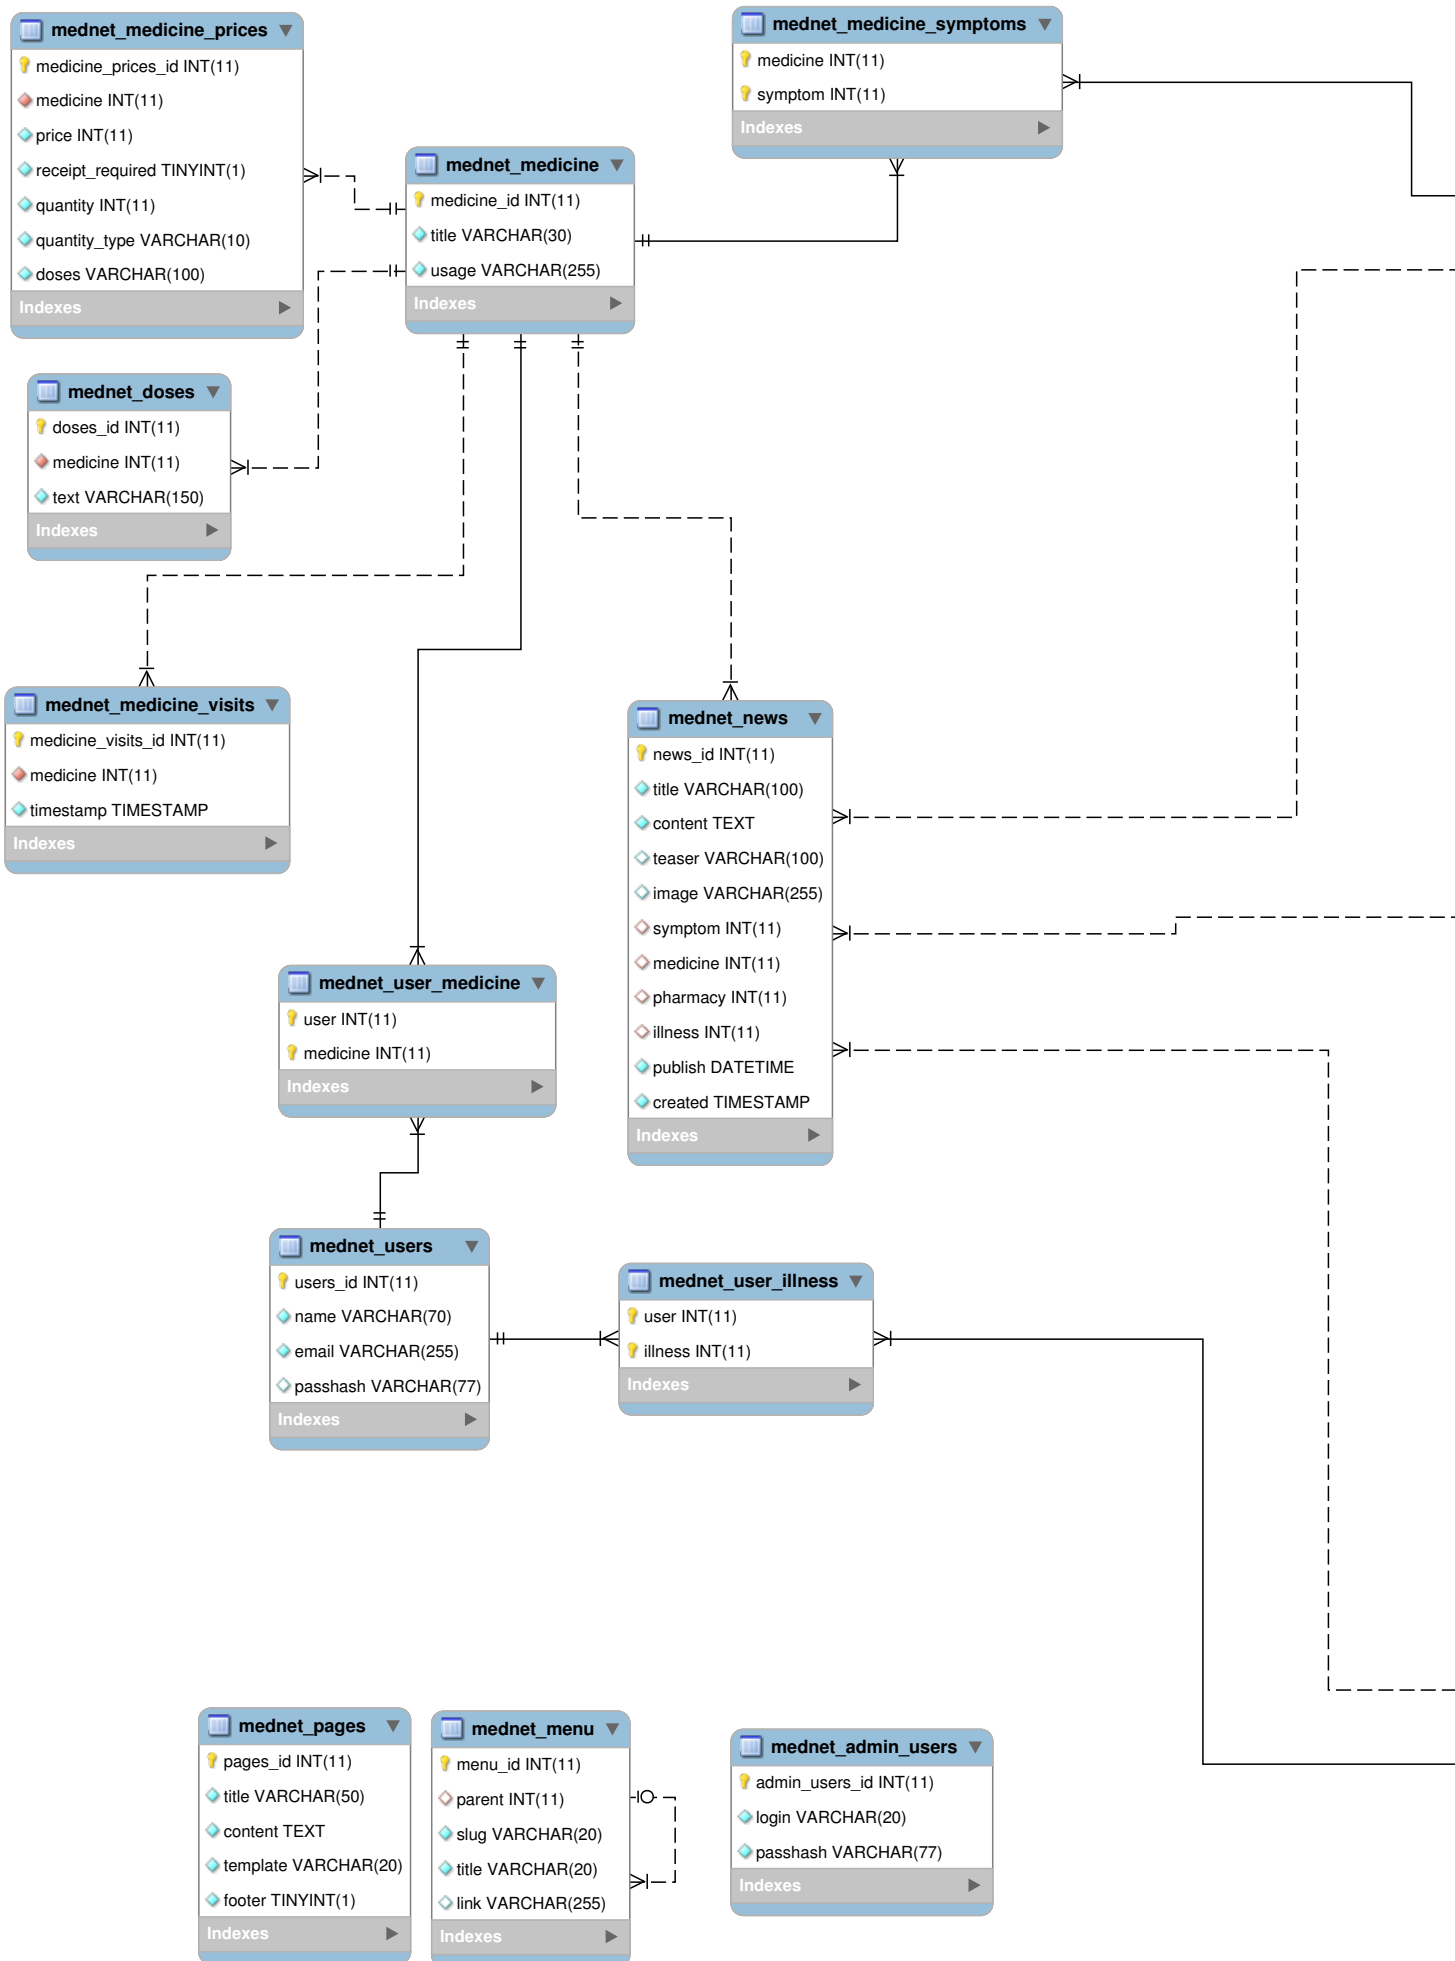 mednet_medicine_prices
medicine_prices_id INT(11)
medicine INT(11)
price INT(11)
receipt_required TINYINT(1)
quantity INT(11)
quantity_type VARCHAR(10)
doses VARCHAR(100)
Indexes
mednet_medicine_symptoms
medicine INT(11)
symptom INT(11)
Indexes
mednet_medicine
medicine_id INT(11)
title VARCHAR(30)
usage VARCHAR(255)
Indexes
mednet_doses
doses_id INT(11)
medicine INT(11)
text VARCHAR(150)
Indexes
mednet_medicine_visits
medicine_visits_id INT(11)
medicine INT(11)
timestamp TIMESTAMP
Indexes
mednet_news
news_id INT(11)
title VARCHAR(100)
content TEXT
teaser VARCHAR(100)
image VARCHAR(255)
symptom INT(11)
medicine INT(11)
pharmacy INT(11)
illness INT(11)
publish DATETIME
created TIMESTAMP
Indexes
mednet_user_medicine
user INT(11)
medicine INT(11)
Indexes
mednet_users
users_id INT(11)
name VARCHAR(70)
email VARCHAR(255)
passhash VARCHAR(77)
Indexes
mednet_user_illness
user INT(11)
illness INT(11)
Indexes
mednet_pages
pages_id INT(11)
title VARCHAR(50)
content TEXT
template VARCHAR(20)
footer TINYINT(1)
Indexes
mednet_menu
menu_id INT(11)
parent INT(11)
slug VARCHAR(20)
title VARCHAR(20)
link VARCHAR(255)
Indexes
mednet_admin_users
admin_users_id INT(11)
login VARCHAR(20)
passhash VARCHAR(77)
Indexes